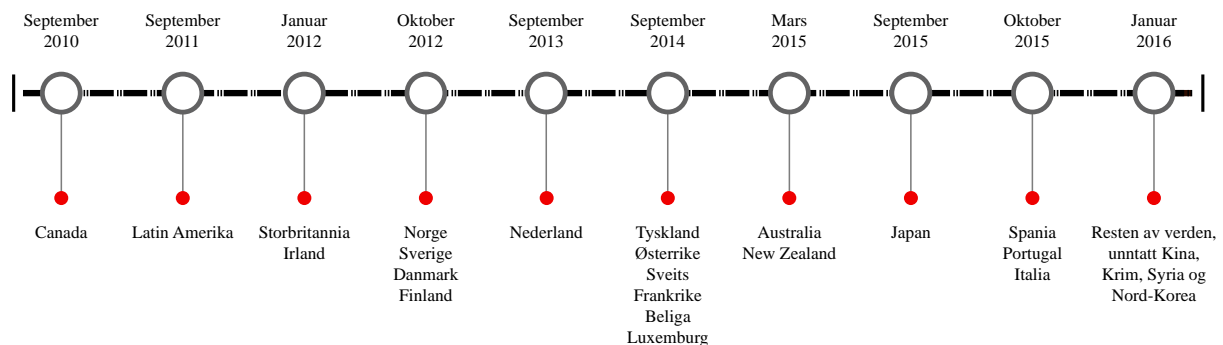 September
2010
September
2011
Januar
2012
Oktober
2012
September
2013
September
2014
Mars
2015
September
2015
Oktober
2015
Januar
2016
Canada
Latin Amerika
Storbritannia
Irland
Norge
Sverige
Danmark
Finland
Nederland
Tyskland
Østerrike
Sveits
Frankrike
Beliga
Luxemburg
Australia
New Zealand
Japan
Spania
Portugal
Italia
Resten av verden,
unntatt Kina,
Krim, Syria og
Nord-Korea